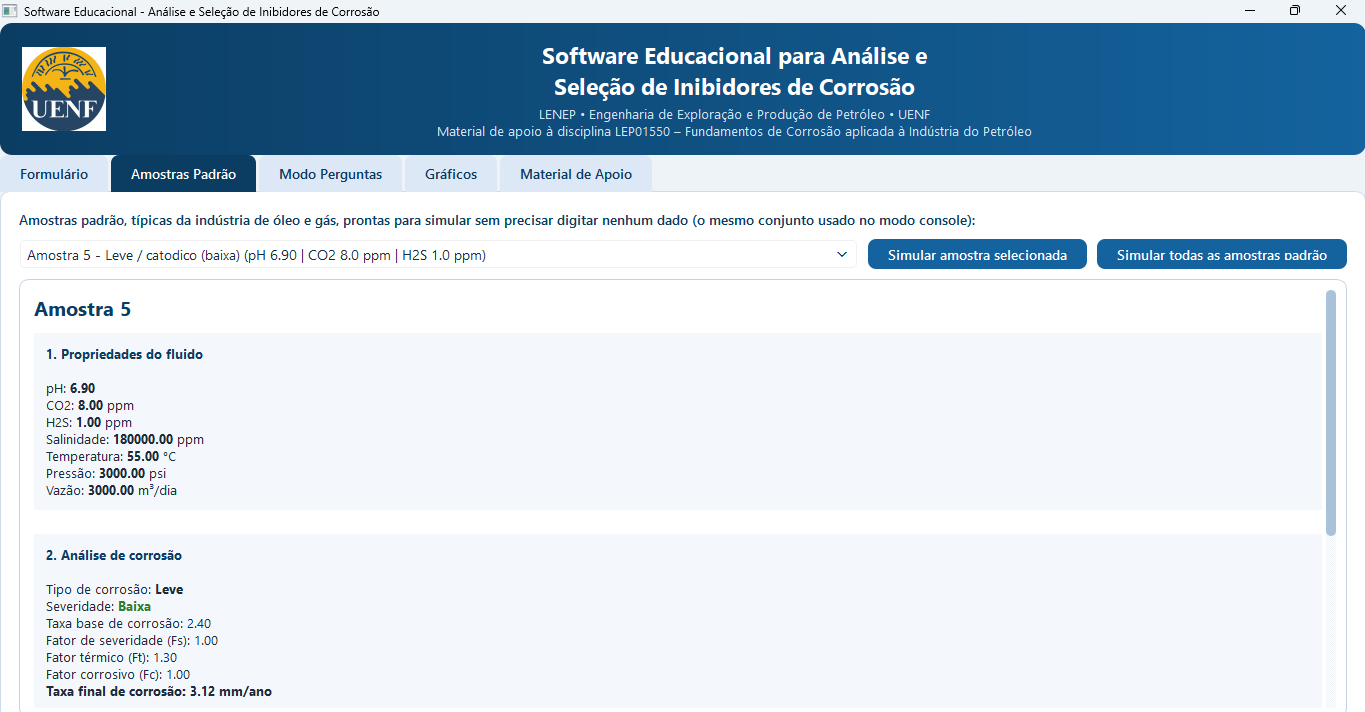 Software Educacional - Análise e Seleção de Inibidores de Corrosão
UENF
Software Educacional para Análise e
Seleção de Inibidores de Corrosão
LENEP • Engenharia de Exploração e Produção de Petróleo • UENF
Material de apoio à disciplina LEP01550 – Fundamentos de Corrosão aplicada à Indústria do Petróleo
Formulário
Amostras Padrão
Modo Perguntas
Gráficos
Material de Apoio
Amostras padrão, típicas da indústria de óleo e gás, prontas para simular sem precisar digitar nenhum dado (o mesmo conjunto usado no modo console):
Amostra 5 - Leve / catodico (baixa) (pH 6.90 | CO2 8.0 ppm | H2S 1.0 ppm)
Simular amostra selecionada
Simular todas as amostras padrão
Amostra 5
1. Propriedades do fluido
pH: 6.90
CO2: 8.00 ppm
H2S: 1.00 ppm
Salinidade: 180000.00 ppm
Temperatura: 55.00 °C
Pressão: 3000.00 psi
Vazão: 3000.00 m³/dia
2. Análise de corrosão
Tipo de corrosão: Leve
Severidade: Baixa
Taxa base de corrosão: 2.40
Fator de severidade (Fs): 1.00
Fator térmico (Ft): 1.30
Fator corrosivo (Fc): 1.00
Taxa final de corrosão: 3.12 mm/ano